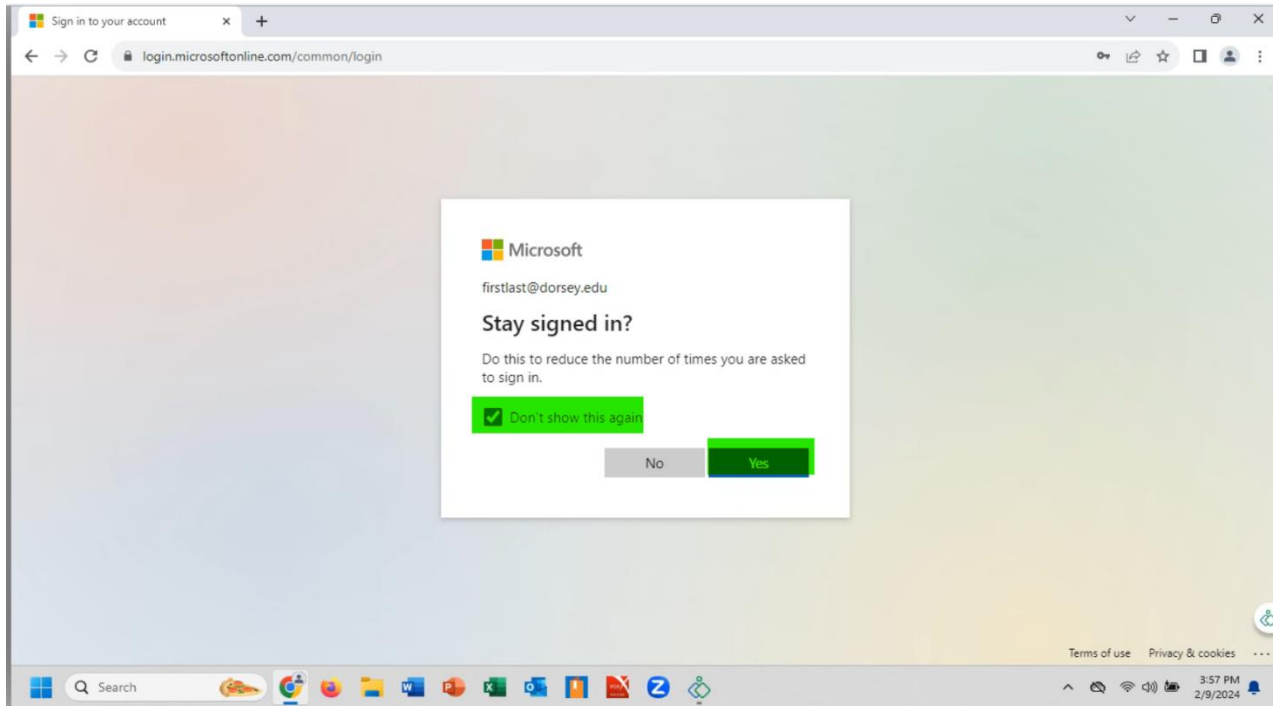 Sign in to your account
login.microsoftonline.com/common/login
Microsoft
firstlast@dorsey.edu
Stay signed in?
Do this to reduce the number of times you are asked
to sign in.
Don't show this again
No Yes
Terms of use Privacy & cookies ...
Search
3:57 PM
2/9/2024